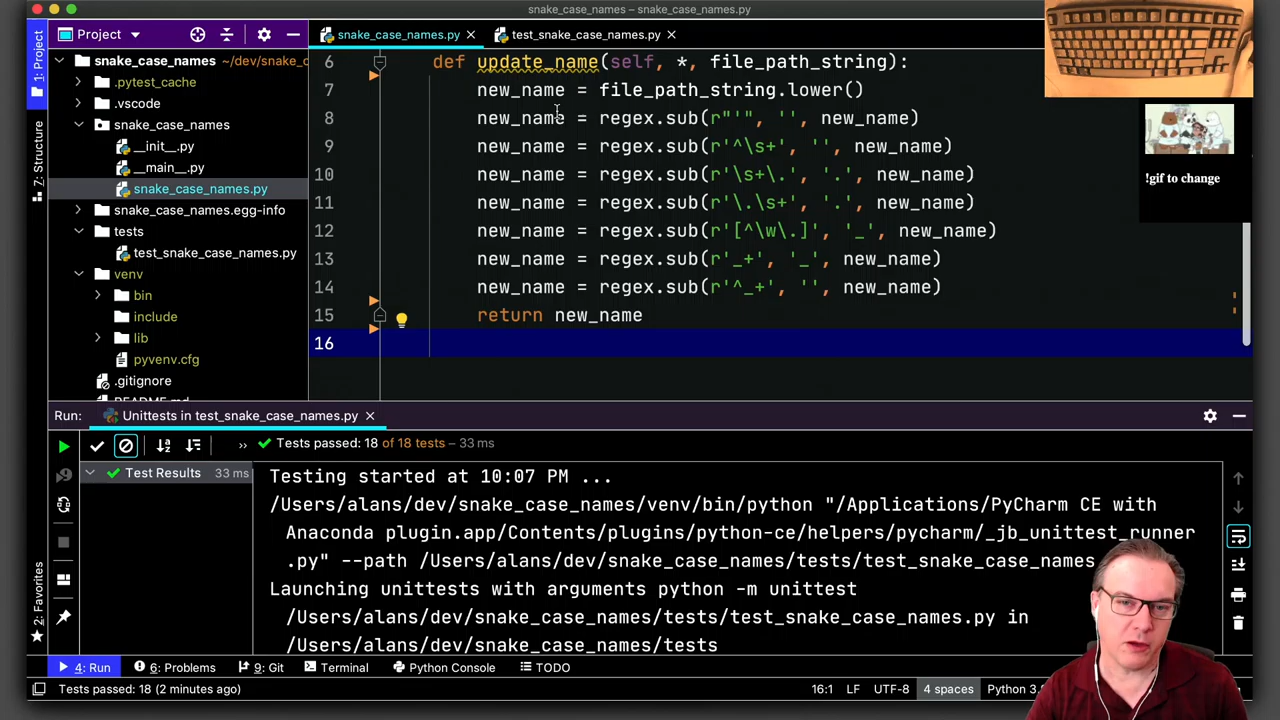 snake_case_names – snake_case_names.py
1: Project
Project
snake_case_names.py
test_snake_case_names.py
snake_case_names ~/dev/snake_c
.pytest_cache
.vscode
snake_case_names
__init__.py
__main__.py
snake_case_names.py
snake_case_names.egg-info
tests
test_snake_case_names.py
venv
bin
include
lib
pyvenv.cfg
.gitignore
7: Structure
2: Favorites
6 def update_name(self, *, file_path_string):
7 new_name = file_path_string.lower()
8 new_name = regex.sub(r"'", '', new_name)
9 new_name = regex.sub(r'^\s+', '', new_name)
10 new_name = regex.sub(r'\s+\.', '.', new_name)
11 new_name = regex.sub(r'\.\s+', '.', new_name)
12 new_name = regex.sub(r'[^\w\.]', '_', new_name)
13 new_name = regex.sub(r'_+', '_', new_name)
14 new_name = regex.sub(r'^_+', '', new_name)
15 return new_name
16
!gif to change
Run: Unittests in test_snake_case_names.py
» Tests passed: 18 of 18 tests – 33 ms
Test Results 33 ms
Testing started at 10:07 PM ...
/Users/alans/dev/snake_case_names/venv/bin/python "/Applications/PyCharm CE with
Anaconda plugin.app/Contents/plugins/python-ce/helpers/pycharm/_jb_unittest_runner
.py" --path /Users/alans/dev/snake_case_names/tests/test_snake_case_names
Launching unittests with arguments python -m unittest
/Users/alans/dev/snake_case_names/tests/test_snake_case_names.py in
/Users/alans/dev/snake_case_names/tests
4: Run 6: Problems 9: Git Terminal Python Console TODO
Tests passed: 18 (2 minutes ago) 16:1 LF UTF-8 4 spaces Python 3.